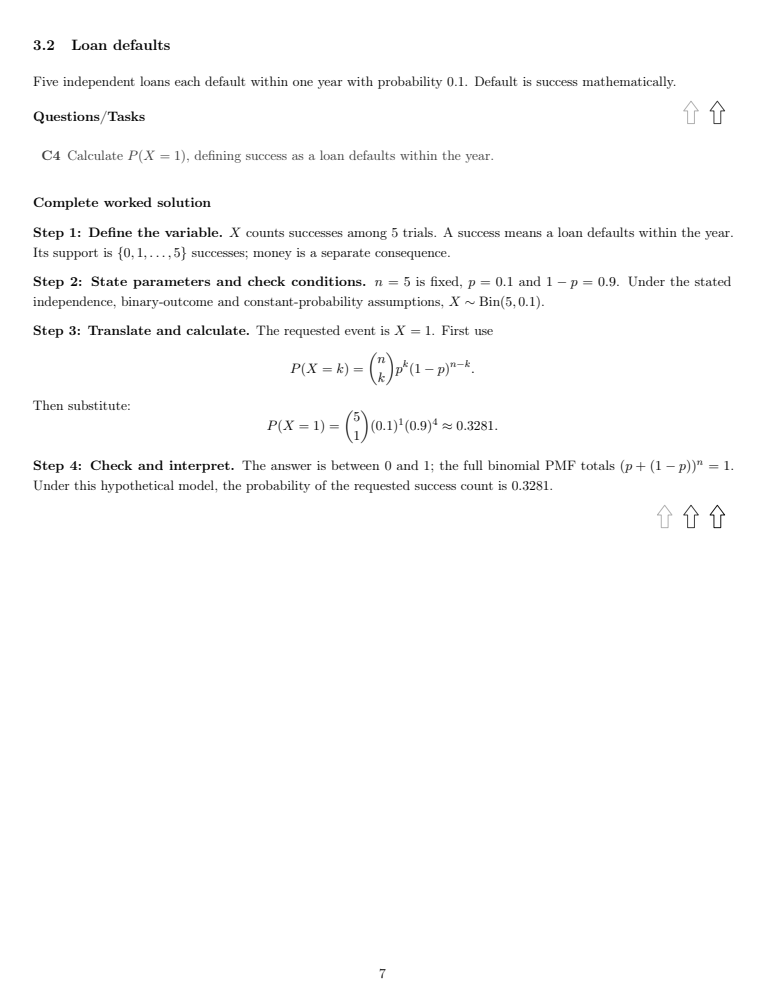 3.2 Loan defaults
Five independent loans each default within one year with probability 0.1. Default is success mathematically.
Questions/Tasks
C4 Calculate P(X = 1), defining success as a loan defaults within the year.
Complete worked solution
Step 1: Define the variable. X counts successes among 5 trials. A success means a loan defaults within the year.
Its support is {0, 1, . . . , 5} successes; money is a separate consequence.
Step 2: State parameters and check conditions. n = 5 is fixed, p = 0.1 and 1 − p = 0.9. Under the stated
independence, binary-outcome and constant-probability assumptions, X ∼ Bin(5, 0.1).
Step 3: Translate and calculate. The requested event is X = 1. First use
P(X = k) = (n k) p^k (1 − p)^{n−k}.
Then substitute:
P(X = 1) = (5 1) (0.1)^1 (0.9)^4 ≈ 0.3281.
Step 4: Check and interpret. The answer is between 0 and 1; the full binomial PMF totals (p + (1 − p))^n = 1.
Under this hypothetical model, the probability of the requested success count is 0.3281.
7